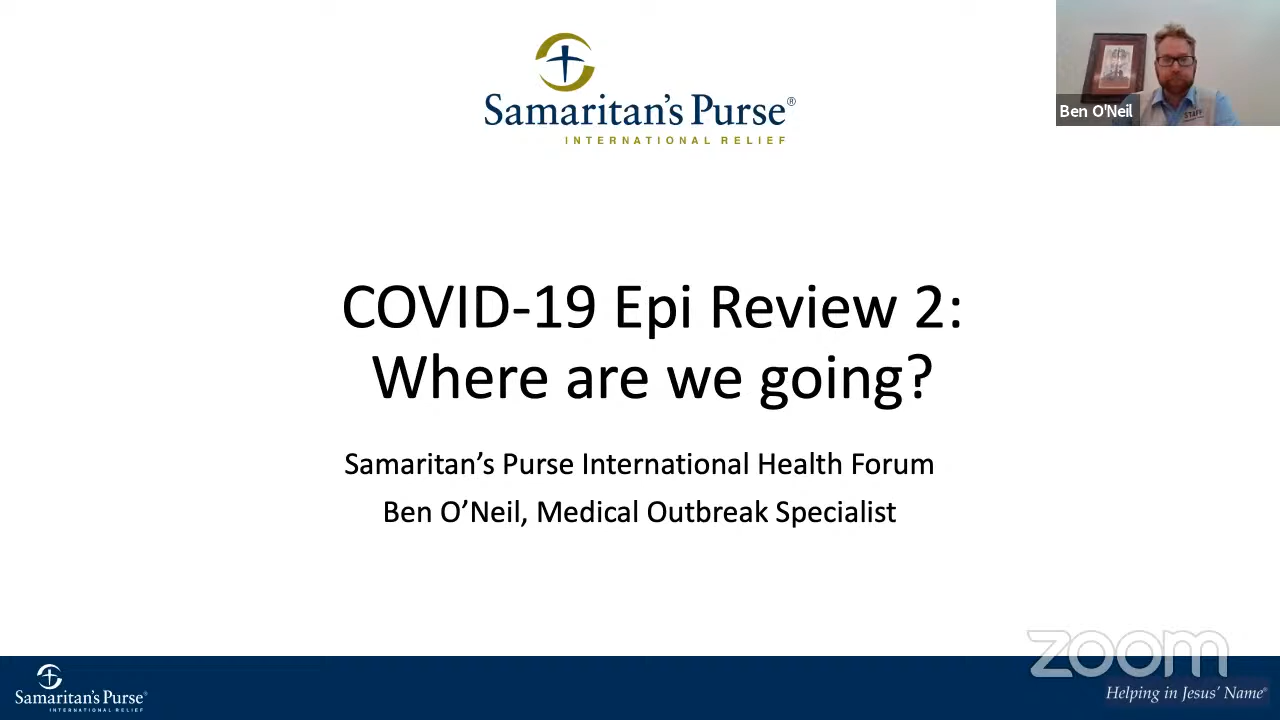 Samaritan's Purse®
INTERNATIONAL RELIEF
Ben O'Neil
STAFF
COVID-19 Epi Review 2:
Where are we going?
Samaritan's Purse International Health Forum
Ben O'Neil, Medical Outbreak Specialist
zoom
Samaritan's Purse®
INTERNATIONAL RELIEF
Helping in Jesus' Name®